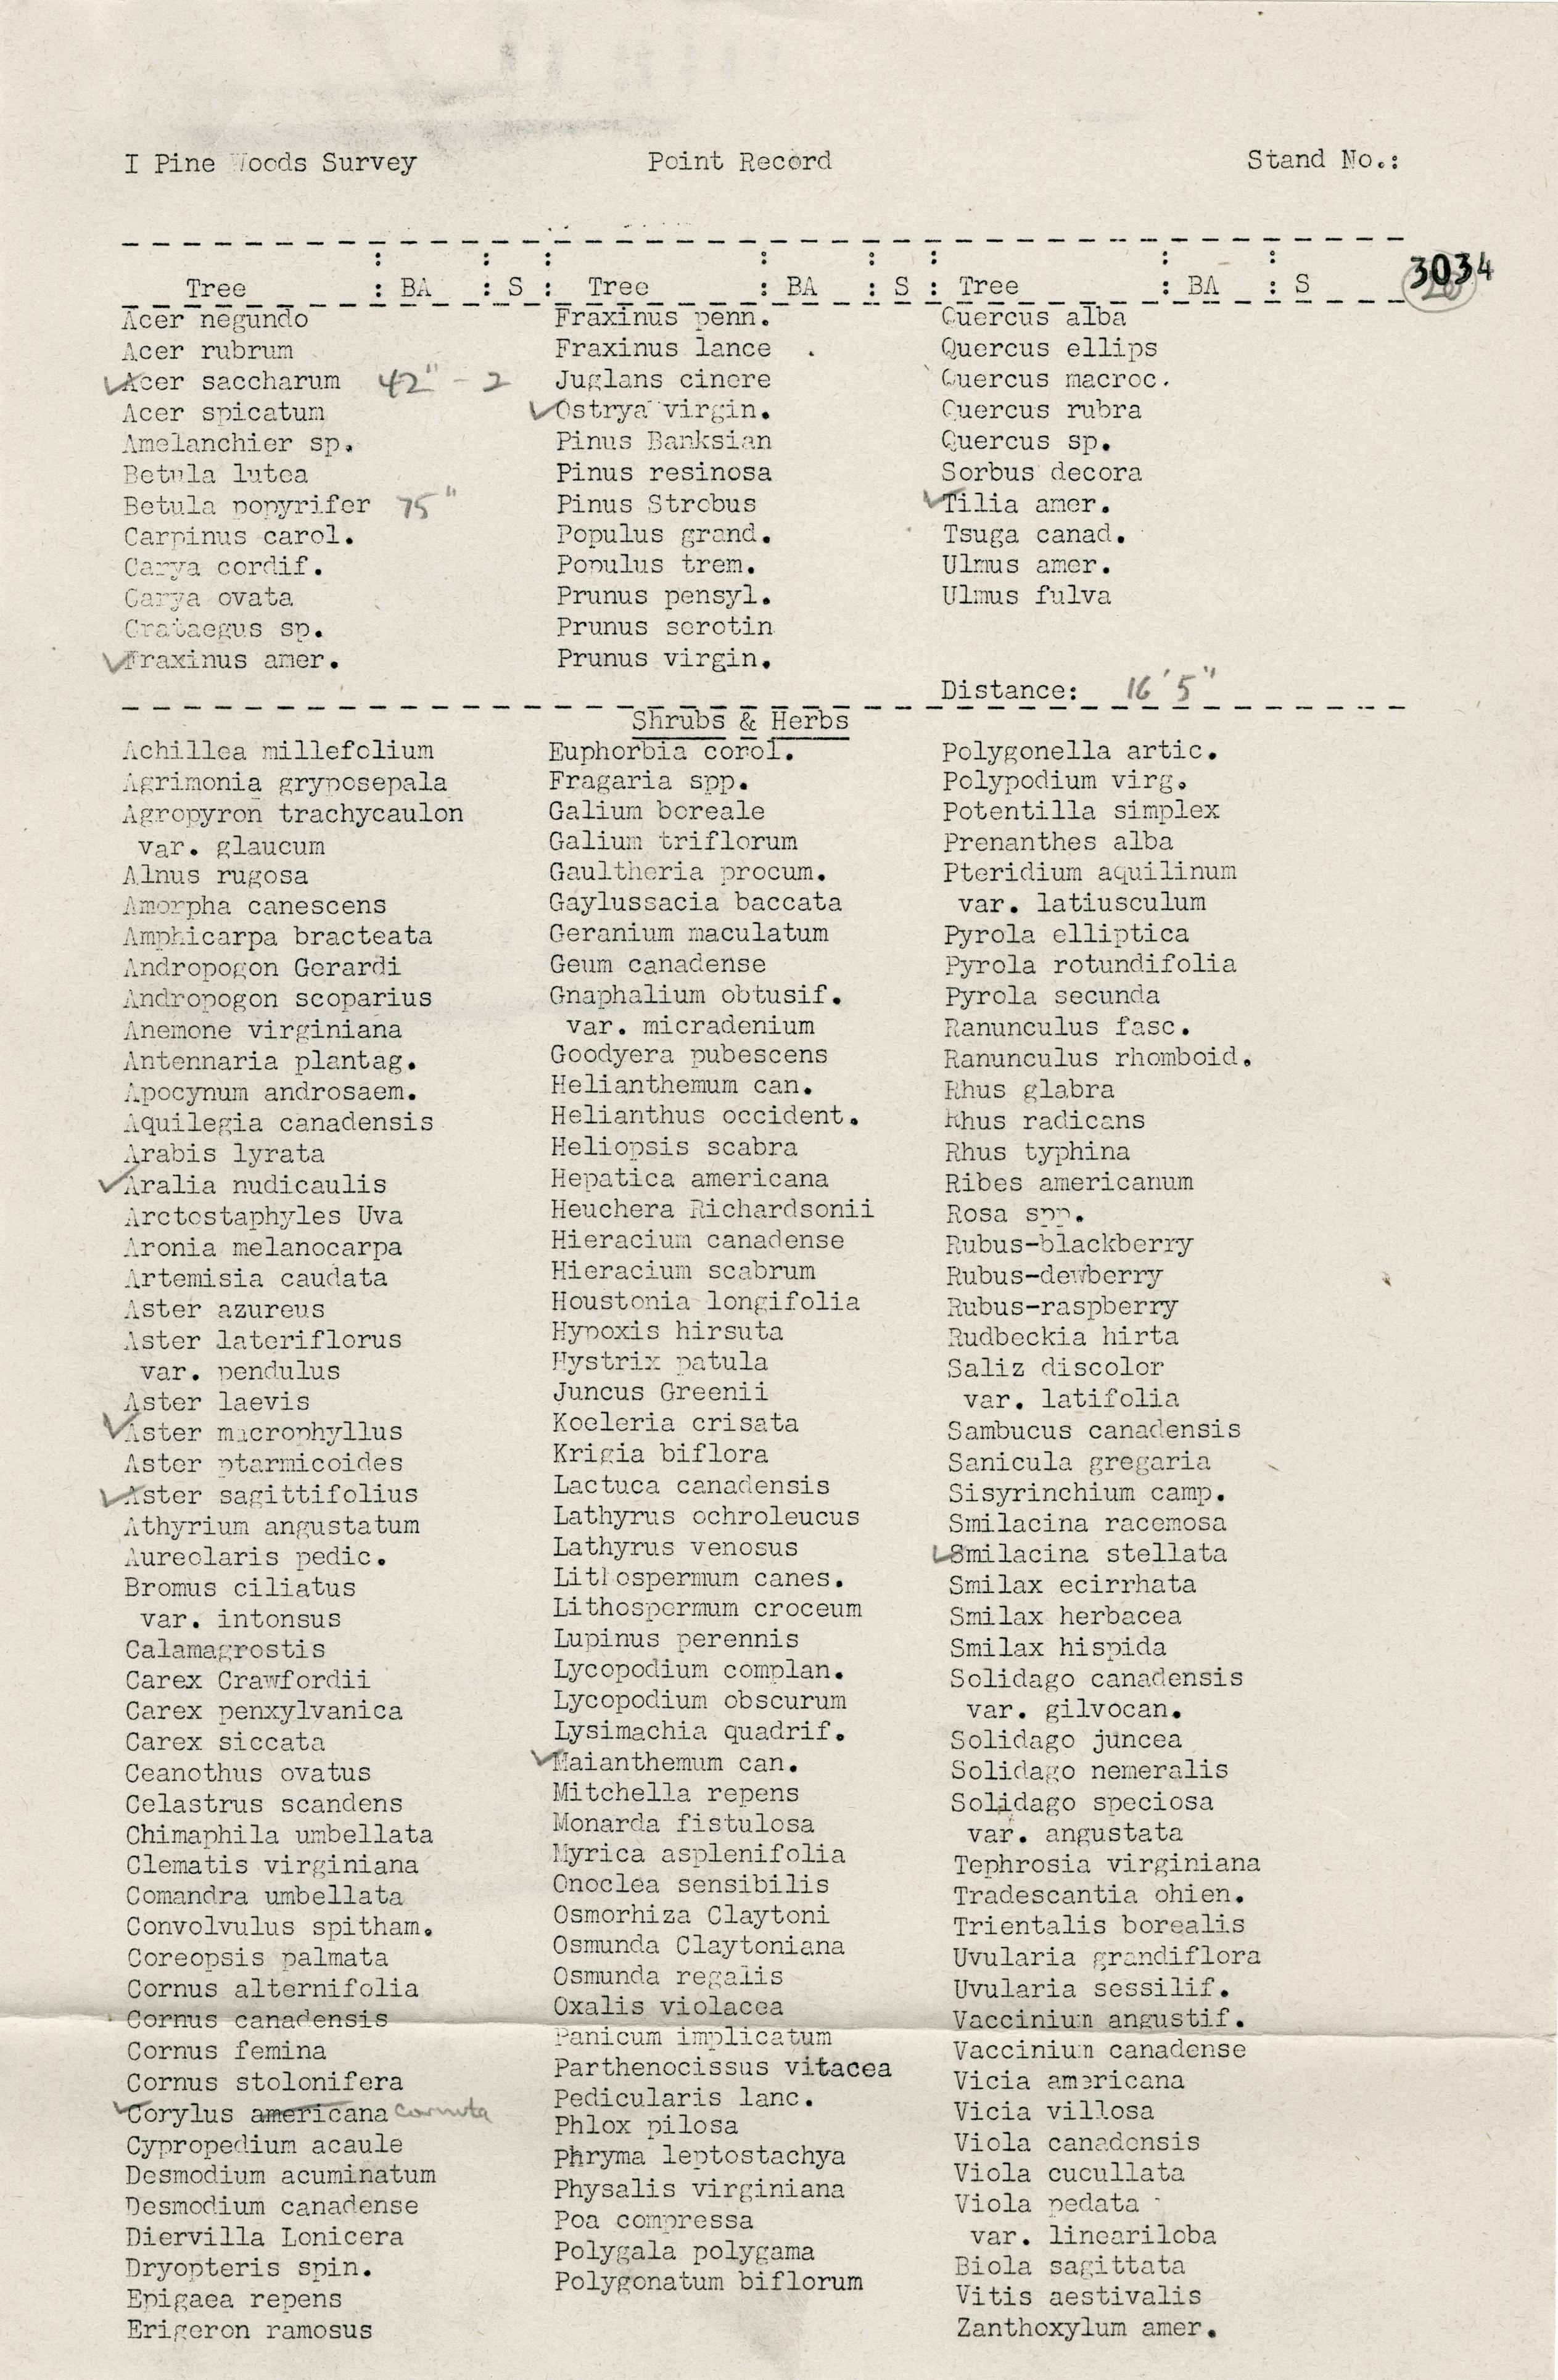 I Pine Woods Survey Point Record Stand No.:
3034
Tree : BA : S : Tree : BA : S : Tree : BA : S
Acer negundo
Acer rubrum
✓Acer saccharum 42" - 2
Acer spicatum
Amelanchier sp.
Betula lutea
Betula popyrifer 75"
Carpinus carol.
Carya cordif.
Carya ovata
Crataegus sp.
✓Fraxinus amer.
Fraxinus penn.
Fraxinus lance .
Juglans cinere
✓Ostrya virgin.
Pinus Banksian
Pinus resinosa
Pinus Strobus
Populus grand.
Populus trem.
Prunus pensyl.
Prunus serotin
Prunus virgin.
Quercus alba
Quercus ellips
Quercus macroc.
Quercus rubra
Quercus sp.
Sorbus decora
✓Tilia amer.
Tsuga canad.
Ulmus amer.
Ulmus fulva
Distance: 16'5"
Shrubs & Herbs
Achillea millefolium
Agrimonia gryposepala
Agropyron trachycaulon
var. glaucum
Alnus rugosa
Amorpha canescens
Amphicarpa bracteata
Andropogon Gerardi
Andropogon scoparius
Anemone virginiana
Antennaria plantag.
Apocynum androsaem.
Aquilegia canadensis
Arabis lyrata
✓Aralia nudicaulis
Arctostaphyles Uva
Aronia melanocarpa
Artemisia caudata
Aster azureus
Aster lateriflorus
var. pendulus
Aster laevis
✓Aster macrophyllus
Aster ptarmicoides
✓Aster sagittifolius
Athyrium angustatum
Aureolaris pedic.
Bromus ciliatus
var. intonsus
Calamagrostis
Carex Crawfordii
Carex penxylvanica
Carex siccata
Ceanothus ovatus
Celastrus scandens
Chimaphila umbellata
Clematis virginiana
Comandra umbellata
Convolvulus spitham.
Coreopsis palmata
Cornus alternifolia
Cornus canadensis
Cornus femina
Cornus stolonifera
✓Corylus americana cornuta
Cypropedium acaule
Desmodium acuminatum
Desmodium canadense
Diervilla Lonicera
Dryopteris spin.
Epigaea repens
Erigeron ramosus
Euphorbia corol.
Fragaria spp.
Galium boreale
Galium triflorum
Gaultheria procum.
Gaylussacia baccata
Geranium maculatum
Geum canadense
Gnaphalium obtusif.
var. micradenium
Goodyera pubescens
Helianthemum can.
Helianthus occident.
Heliopsis scabra
Hepatica americana
Heuchera Richardsonii
Hieracium canadense
Hieracium scabrum
Houstonia longifolia
Hypoxis hirsuta
Hystrix patula
Juncus Greenii
Koeleria crisata
Krigia biflora
Lactuca canadensis
Lathyrus ochroleucus
Lathyrus venosus
Lithospermum canes.
Lithospermum croceum
Lupinus perennis
Lycopodium complan.
Lycopodium obscurum
Lysimachia quadrif.
✓Maianthemum can.
Mitchella repens
Monarda fistulosa
Myrica asplenifolia
Onoclea sensibilis
Osmorhiza Claytoni
Osmunda Claytoniana
Osmunda regalis
Oxalis violacea
Panicum implicatum
Parthenocissus vitacea
Pedicularis lanc.
Phlox pilosa
Phryma leptostachya
Physalis virginiana
Poa compressa
Polygala polygama
Polygonatum biflorum
Polygonella artic.
Polypodium virg.
Potentilla simplex
Prenanthes alba
Pteridium aquilinum
var. latiusculum
Pyrola elliptica
Pyrola rotundifolia
Pyrola secunda
Ranunculus fasc.
Ranunculus rhomboid.
Rhus glabra
Rhus radicans
Rhus typhina
Ribes americanum
Rosa spp.
Rubus-blackberry
Rubus-dewberry
Rubus-raspberry
Rudbeckia hirta
Saliz discolor
var. latifolia
Sambucus canadensis
Sanicula gregaria
Sisyrinchium camp.
Smilacina racemosa
✓Smilacina stellata
Smilax ecirrhata
Smilax herbacea
Smilax hispida
Solidago canadensis
var. gilvocan.
Solidago juncea
Solidago nemeralis
Solidago speciosa
var. angustata
Tephrosia virginiana
Tradescantia ohien.
Trientalis borealis
Uvularia grandiflora
Uvularia sessilif.
Vaccinium angustif.
Vaccinium canadense
Vicia americana
Vicia villosa
Viola canadensis
Viola cucullata
Viola pedata
var. lineariloba
Biola sagittata
Vitis aestivalis
Zanthoxylum amer.